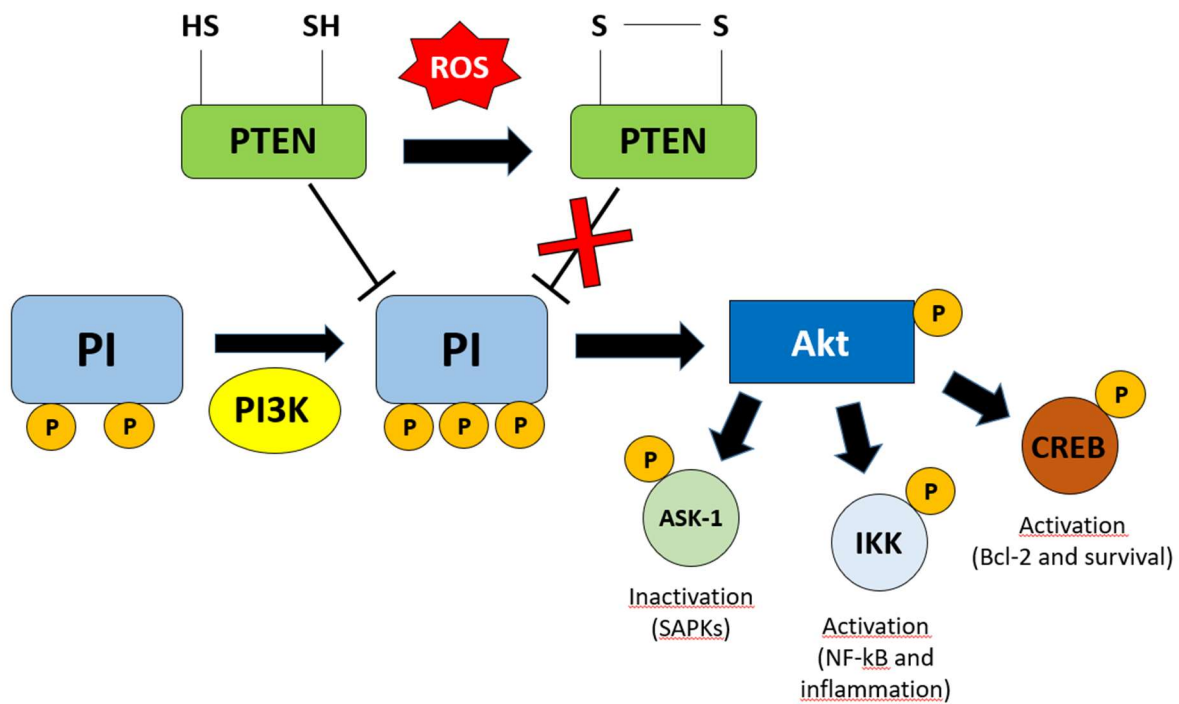 HS SH S S
ROS
PTEN PTEN
PI PI Akt P
PI3K
P P P P P
P
CREB
P
ASK-1
P
IKK
Activation
(Bcl-2 and survival)
Inactivation
(SAPKs)
Activation
(NF-kB and
inflammation)